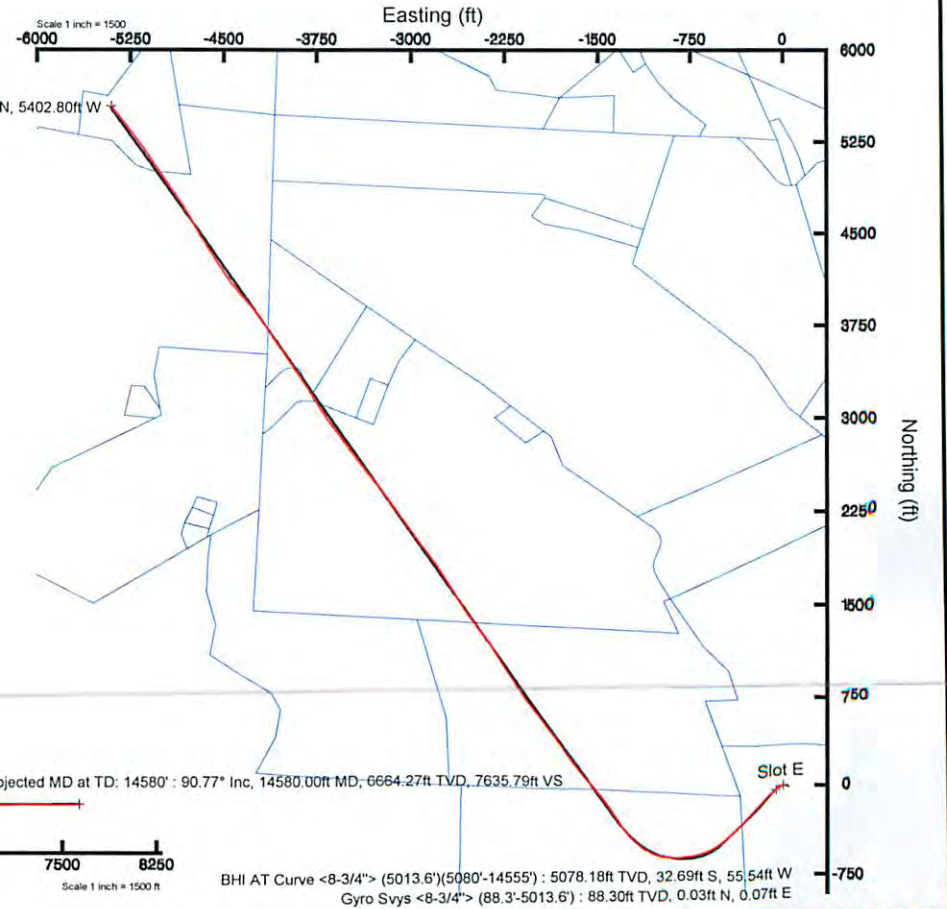 Easting (ft)
Scale 1 inch = 1500
-6000 -5250 -4500 -3750 -3000 -2250 -1500 -750 0
6000
N, 5402.80ft W
5250
4500
3750
3000
Northing (ft)
2250
1500
750
Slot E
0
ojected MD at TD: 14580' : 90.77° Inc, 14580.00ft MD, 6664.27ft TVD, 7635.79ft VS
7500 8250
-750
Scale 1 inch = 1500 ft
BHI AT Curve <8-3/4"> (5013.6')(5080'-14555') : 5078.18ft TVD, 32.69ft S, 55.54ft W
Gyro Svys <8-3/4"> (88.3'-5013.6') : 88.30ft TVD, 0.03ft N, 0.07ft E